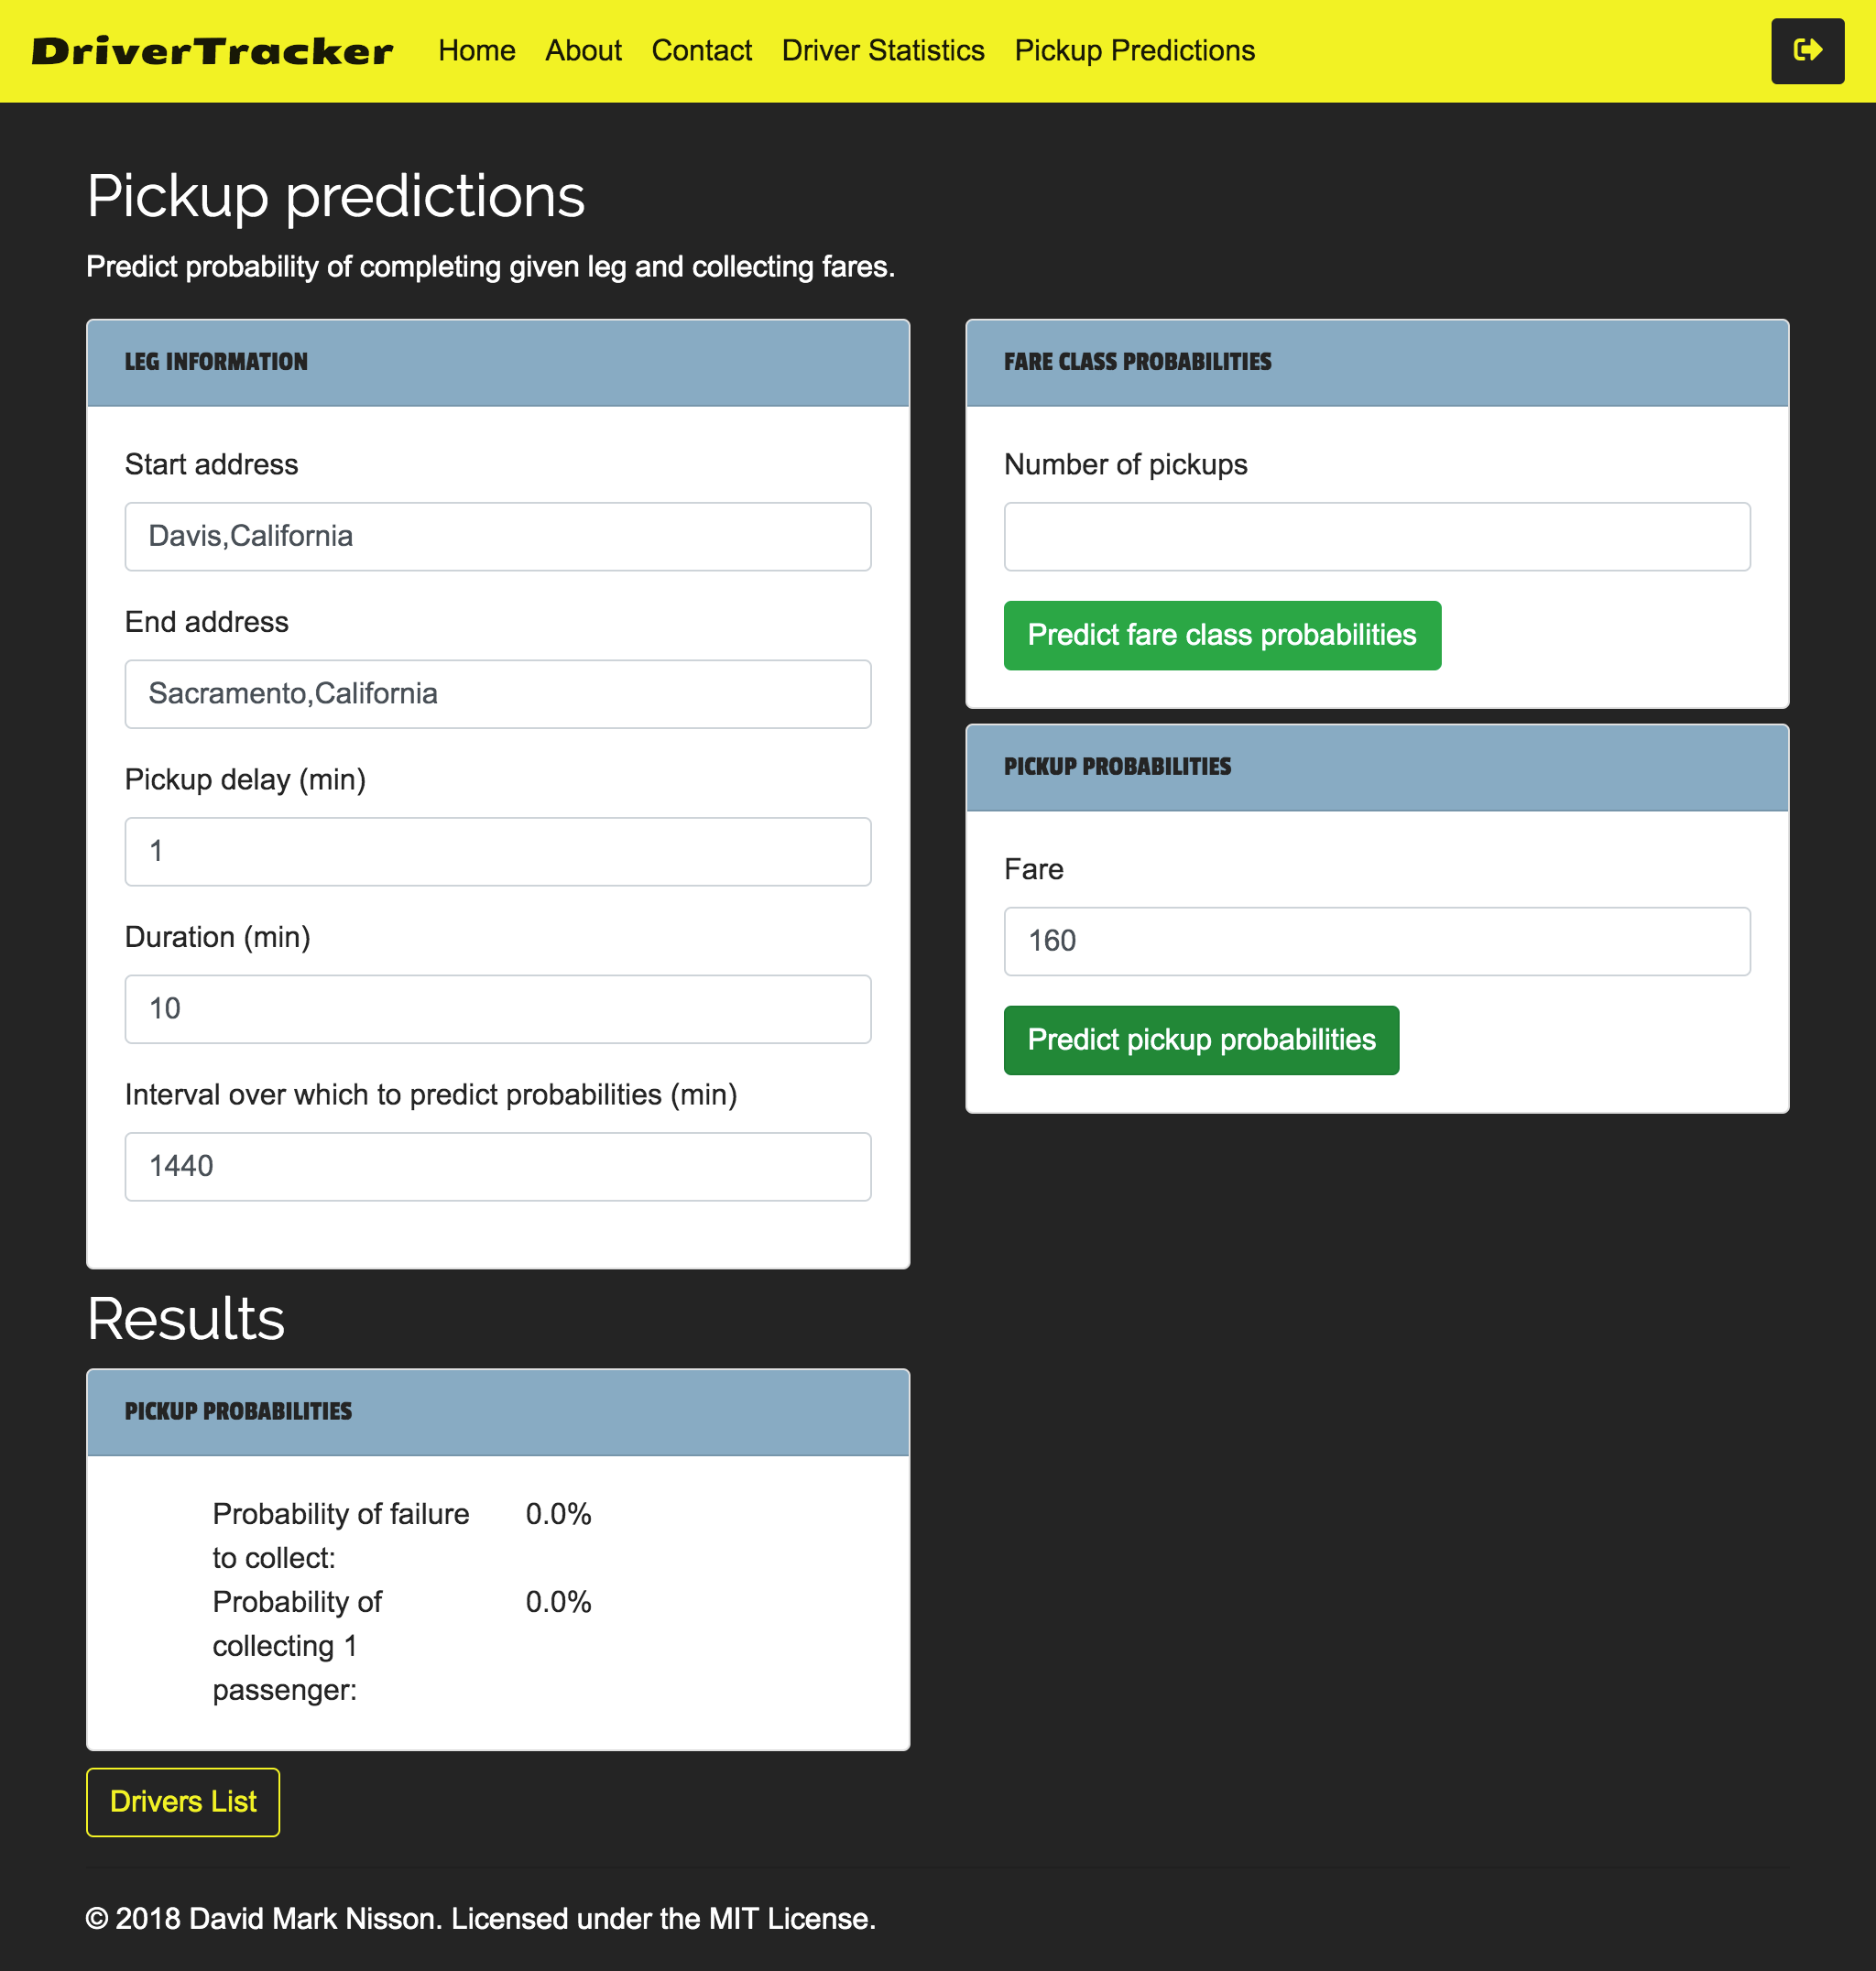 DriverTracker Home About Contact Driver Statistics Pickup Predictions
Pickup predictions
Predict probability of completing given leg and collecting fares.
LEG INFORMATION
Start address
Davis,California
End address
Sacramento,California
Pickup delay (min)
1
Duration (min)
10
Interval over which to predict probabilities (min)
1440
FARE CLASS PROBABILITIES
Number of pickups
Predict fare class probabilities
PICKUP PROBABILITIES
Fare
160
Predict pickup probabilities
Results
PICKUP PROBABILITIES
Probability of failure 0.0%
to collect:
Probability of 0.0%
collecting 1
passenger:
Drivers List
© 2018 David Mark Nisson. Licensed under the MIT License.